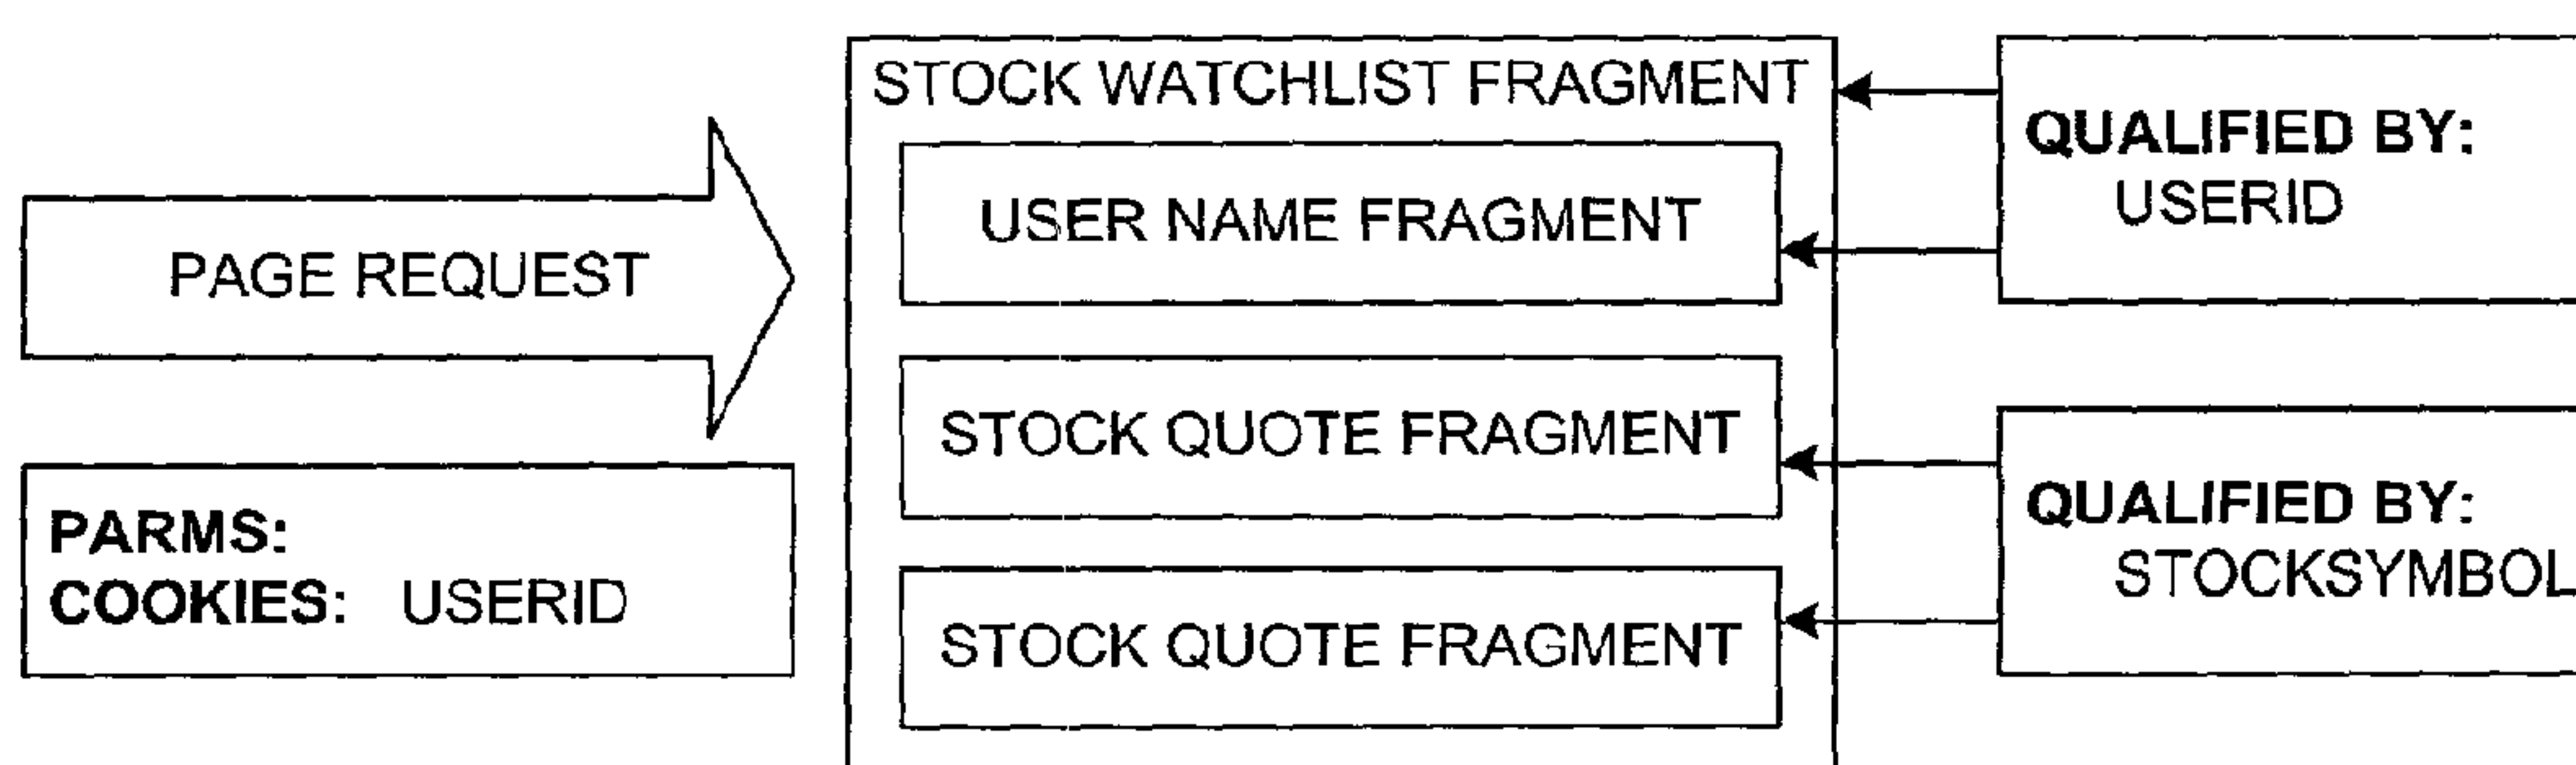 PAGE REQUEST
PARMS:
COOKIES: USERID
STOCK WATCHLIST FRAGMENT
USER NAME FRAGMENT
STOCK QUOTE FRAGMENT
STOCK QUOTE FRAGMENT
QUALIFIED BY:
USERID
QUALIFIED BY:
STOCKSYMBOL